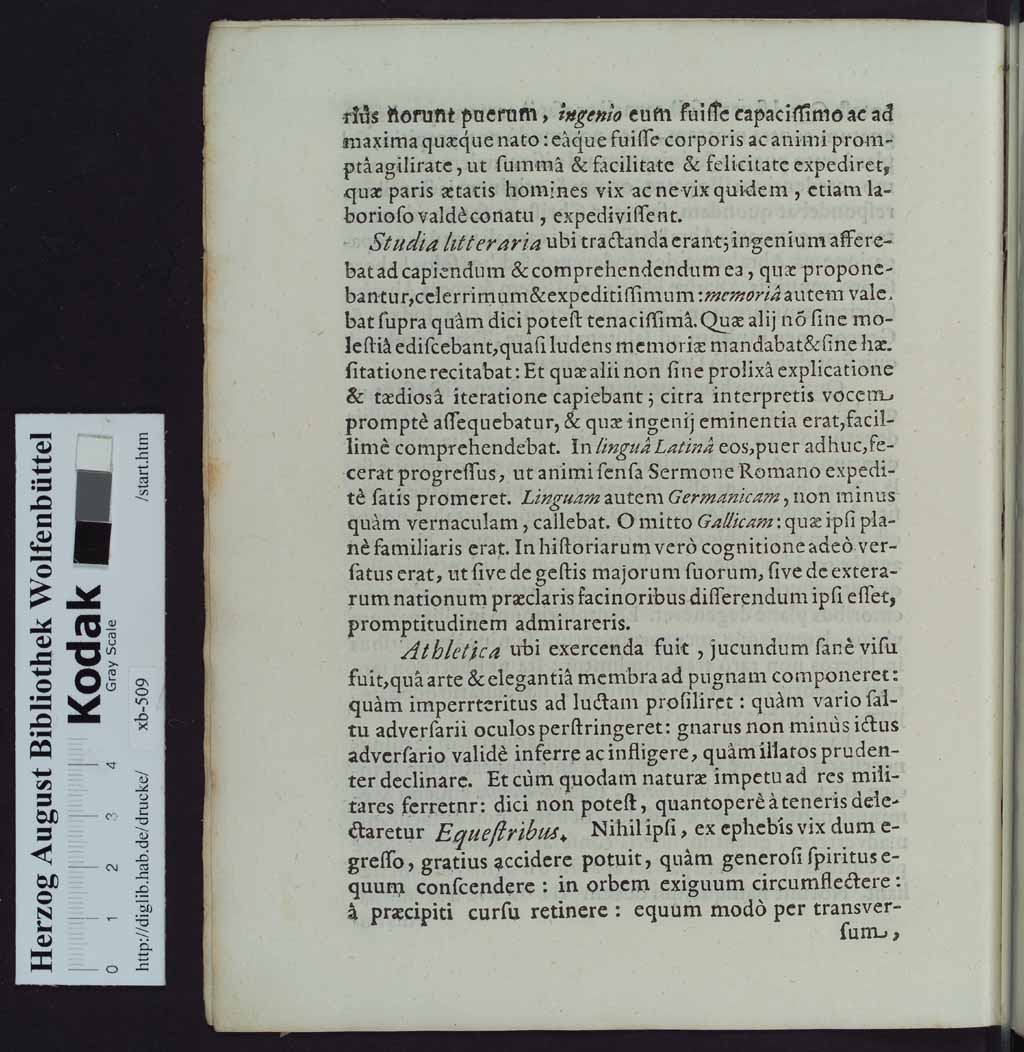 riùs norunt puerum, ingenio eum fuiſſe capaciſſimo ac ad
maxima quæque nato: eâque fuiſſe corporis ac animi prom-
ptâ agilirate, ut ſummâ & facilitate & felicitate expediret,
quæ paris ætatis homines vix ac ne vix quidem, etiam la-
borioſo valdè conatu, expediviſſent.
Studia litteraria ubi tractanda erant; ingenium affere-
bat ad capiendum & comprehendendum ea, quæ propone-
bantur, celerrimum & expeditiſſimum: memoriâ autem vale.
bat ſupra quàm dici poteſt tenaciſſimâ. Quæ alij nõ ſine mo-
leſtiâ ediſcebant, quaſi ludens memoriæ mandabat & ſine hæ.
ſitatione recitabat: Et quæ alii non ſine prolixâ explicatione
& tædiosâ iteratione capiebant; citra interpretis vocem
promptè aſſequebatur, & quæ ingenij eminentia erat, facil-
limè comprehendebat. In linguâ Latinâ eos, puer adhuc, fe-
cerat progreſſus, ut animi ſenſa Sermone Romano expedi-
tè ſatis promeret. Linguam autem Germanicam, non minus
quàm vernaculam, callebat. O mitto Gallicam: quæ ipſi pla-
nè familiaris erat. In hiſtoriarum verò cognitione adeò ver-
ſatus erat, ut ſive de geſtis majorum ſuorum, ſive de extera-
rum nationum præclaris facinoribus diſſerendum ipſi eſſet,
promptitudinem admirareris.
Athletica ubi exercenda fuit, jucundum ſanè viſu
fuit, quâ arte & elegantiâ membra ad pugnam componeret:
quàm imperrteritus ad luctam proſiliret: quàm vario ſal-
tu adverſarii oculos perſtringeret: gnarus non minùs ictus
adverſario validè inferre ac infligere, quàm illatos pruden-
ter declinare. Et cùm quodam naturæ impetu ad res mili-
tares ferretnr: dici non poteſt, quantoperè à teneris dele-
ctaretur Equeſtribus. Nihil ipſi, ex ephebîs vix dum e-
greſſo, gratius accidere potuit, quàm generoſi ſpiritus e-
quum conſcendere: in orbem exiguum circumflectere:
â præcipiti curſu retinere: equum modò per transver-
ſum,
Herzog August Bibliothek Wolfenbüttel
Kodak
Gray Scale
0 1 2 3 4
http://diglib.hab.de/drucke/ xb-509 /start.htm